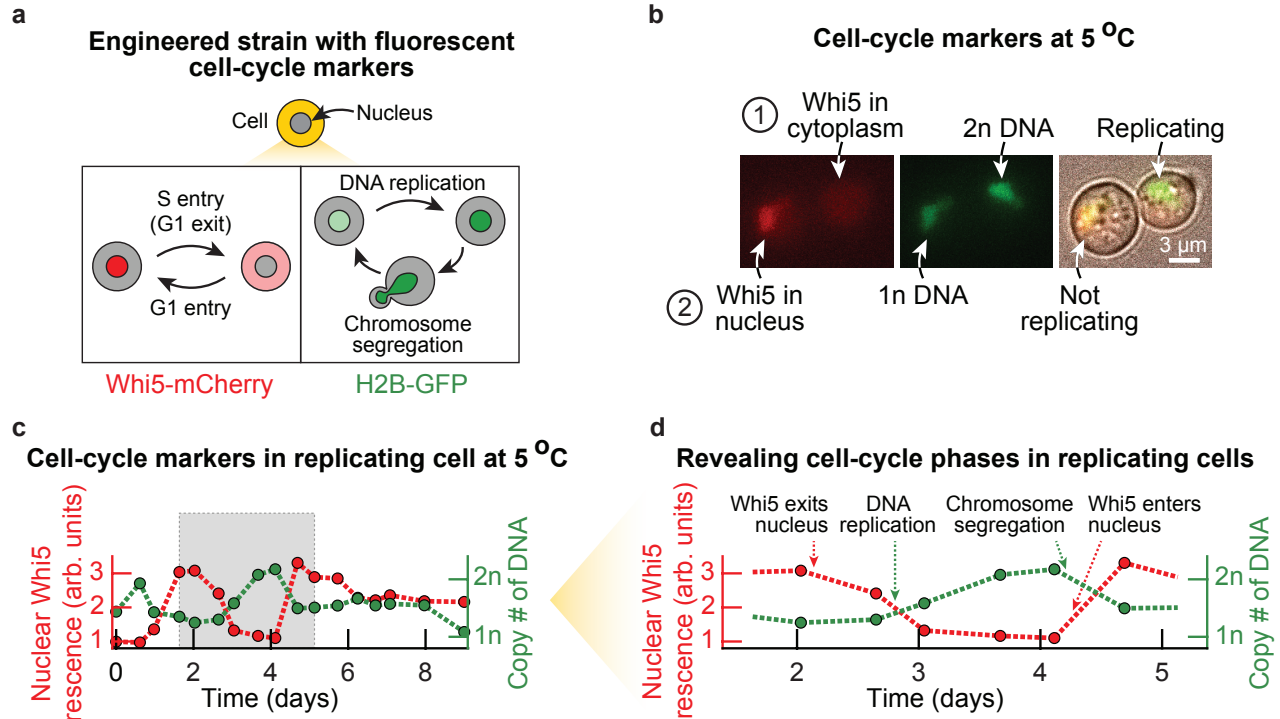 a
Engineered strain with fluorescent
cell-cycle markers
Cell
Nucleus
S entry
(G1 exit)
G1 entry
DNA replication
Chromosome
segregation
Whi5-mCherry
H2B-GFP
b
Cell-cycle markers at 5 ºC
1
Whi5 in
cytoplasm
2n DNA
Replicating
3 µm
2
Whi5 in
nucleus
1n DNA
Not
replicating
c
Cell-cycle markers in replicating cell at 5 ºC
Nuclear Whi5
rescence (arb. units)
3
2
1
2n
1n
Copy # of DNA
0
2
4
6
8
Time (days)
d
Revealing cell-cycle phases in replicating cells
Whi5 exits
nucleus
DNA
replication
Chromosome
segregation
Whi5 enters
nucleus
Nuclear Whi5
rescence (arb. units)
3
2
1
2n
1n
Copy # of DNA
2
3
4
5
Time (days)